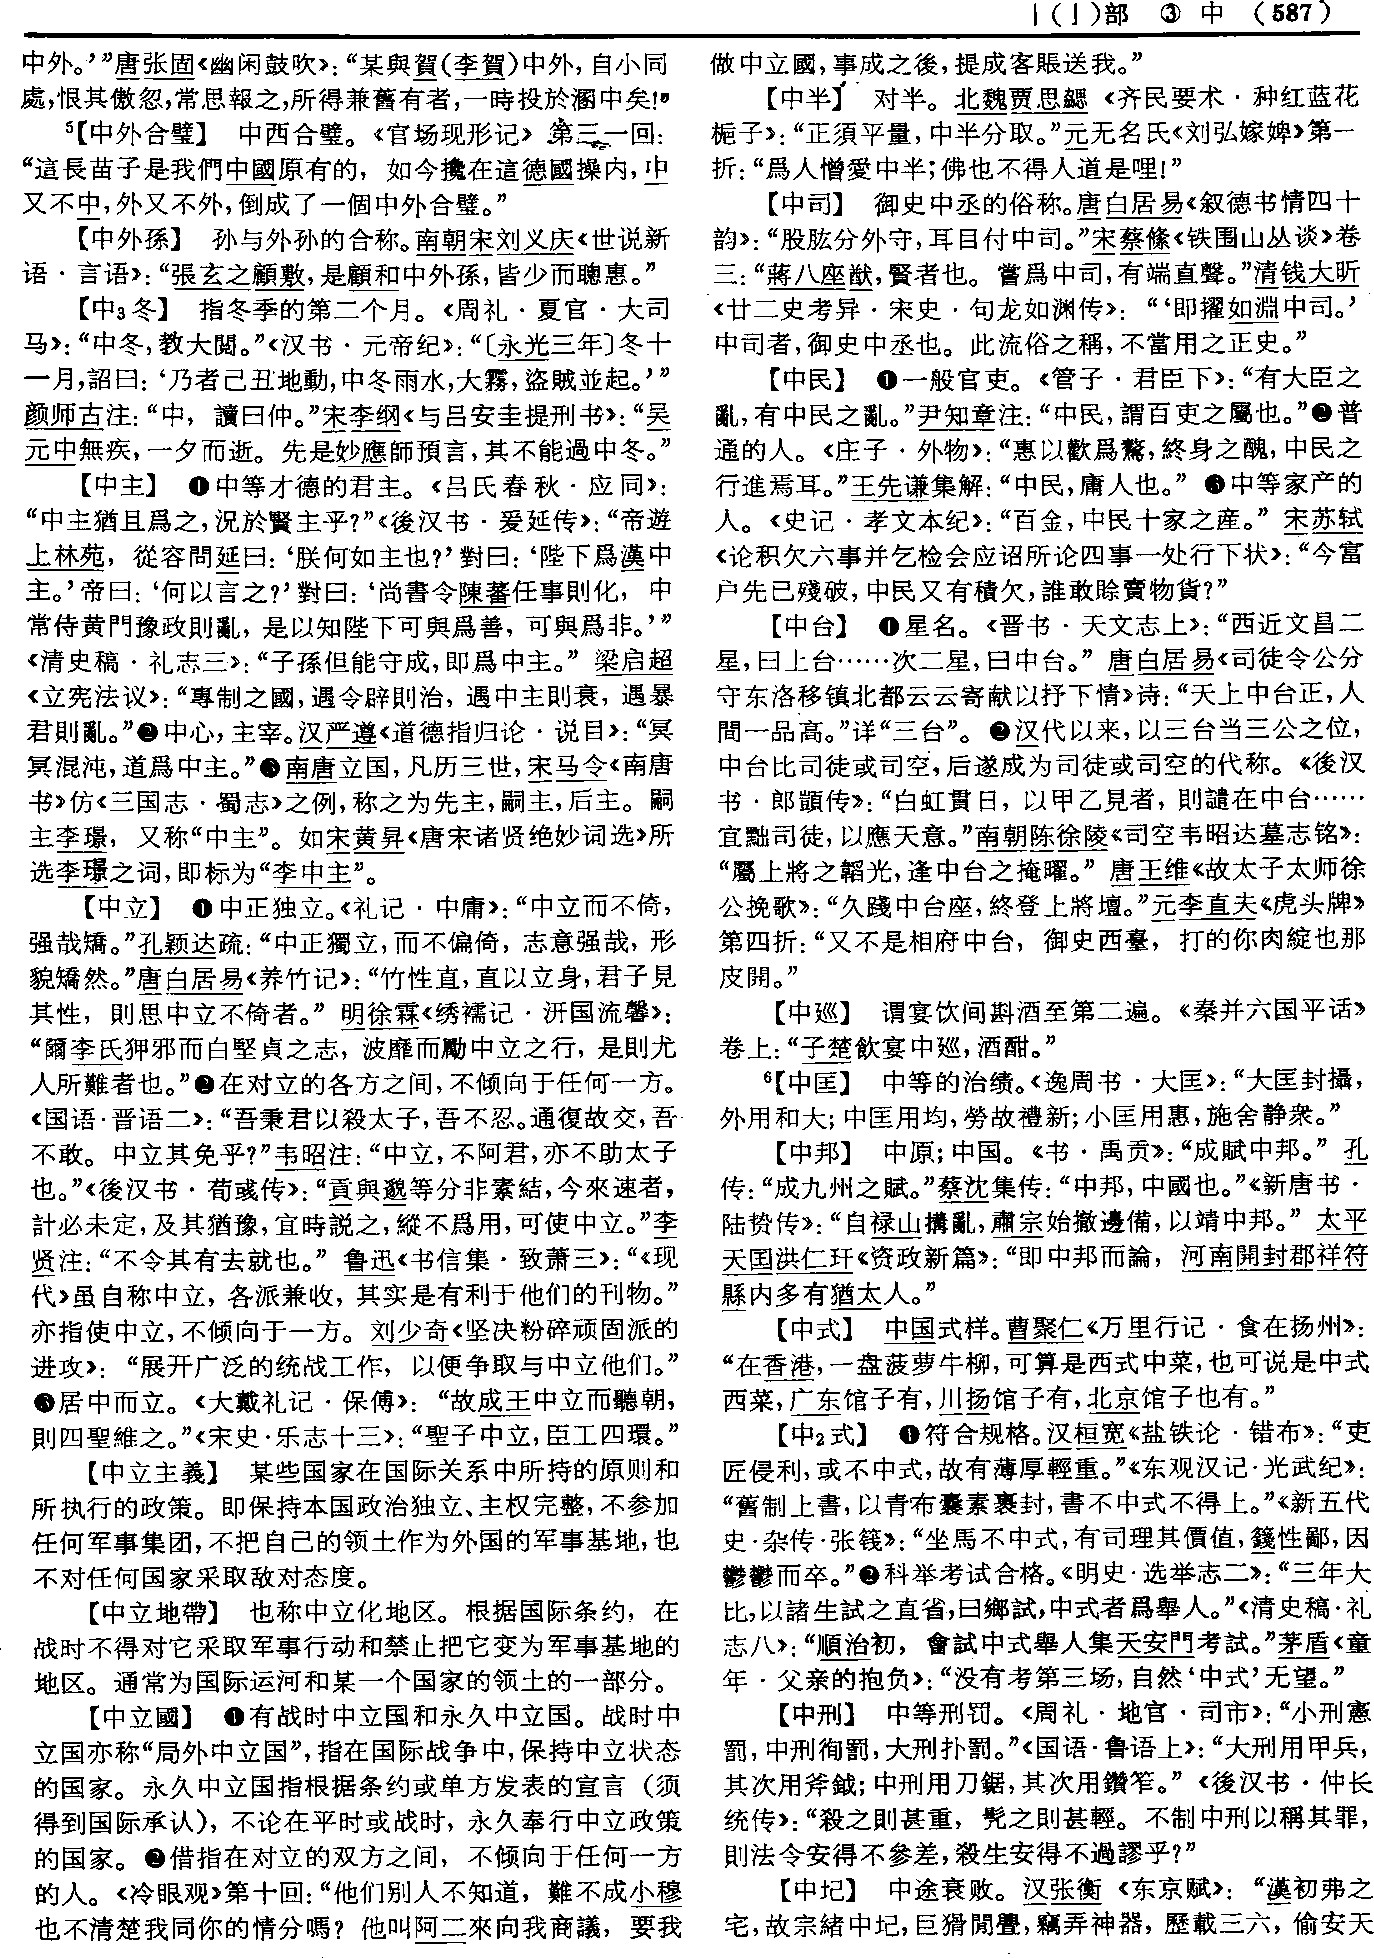 丨(亅)部 ③ 中 (587)
中外。’”唐张固《幽闲鼓吹》：“某與賀(李賀)中外，自小同
處，恨其傲忽，常思報之，所得兼舊有者，一時投於溷中矣！”
⁵【中外合璧】 中西合璧。《官场现形记》第三一回：
“這長苗子是我們中國原有的，如今攙在這德國操内，中
又不中，外又不外，倒成了一個中外合璧。”
【中外孫】 孙与外孙的合称。南朝宋刘义庆《世说新
语·言语》：“張玄之顧敷，是顧和中外孫，皆少而聰惠。”
【中₃冬】 指冬季的第二个月。《周礼·夏官·大司
马》：“中冬，教大閲。”《汉书·元帝纪》：“〔永光三年〕冬十
一月，詔曰：‘乃者己丑地動，中冬雨水，大霧，盜賊並起。’”
颜师古注：“中，讀曰仲。”宋李纲《与吕安圭提刑书》：“吴
元中無疾，一夕而逝。先是妙應師預言，其不能過中冬。”
【中主】 ❶中等才德的君主。《吕氏春秋·应同》：
“中主猶且爲之，況於賢主乎？”《後汉书·爰延传》：“帝遊
上林苑，從容問延曰：‘朕何如主也？’對曰：‘陛下爲漢中
主。’帝曰：‘何以言之？’對曰：‘尚書令陳蕃任事則化，中
常侍黄門豫政則亂，是以知陛下可與爲善，可與爲非。’”
《清史稿·礼志三》：“子孫但能守成，即爲中主。”梁启超
《立宪法议》：“專制之國，遇令辟則治，遇中主則衰，遇暴
君則亂。”❷中心，主宰。汉严遵《道德指归论·说目》：“冥
冥混沌，道爲中主。”❸南唐立国，凡历三世，宋马令《南唐
书》仿《三国志·蜀志》之例，称之为先主，嗣主，后主。嗣
主李璟，又称“中主”。如宋黄昇《唐宋诸贤绝妙词选》所
选李璟之词，即标为“李中主”。
【中立】 ❶中正独立。《礼记·中庸》：“中立而不倚，
强哉矯。”孔颖达疏：“中正獨立，而不偏倚，志意强哉，形
貌矯然。”唐白居易《养竹记》：“竹性直，直以立身，君子見
其性，則思中立不倚者。”明徐霖《绣襦记·汧国流馨》：
“爾李氏狎邪而白堅貞之志，波靡而勵中立之行，是則尤
人所難者也。”❷在对立的各方之间，不倾向于任何一方。
《国语·晋语二》：“吾秉君以殺太子，吾不忍。通復故交，吾
不敢。中立其免乎？”韦昭注：“中立，不阿君，亦不助太子
也。”《後汉书·荀彧传》：“貢與邈等分非素結，今來速者，
計必未定，及其猶豫，宜時説之，縱不爲用，可使中立。”李
贤注：“不令其有去就也。”鲁迅《书信集·致萧三》：“《现
代》虽自称中立，各派兼收，其实是有利于他们的刊物。”
亦指使中立，不倾向于一方。刘少奇《坚决粉碎顽固派的
进攻》：“展开广泛的统战工作，以便争取与中立他们。”
❸居中而立。《大戴礼记·保傅》：“故成王中立而聽朝，
則四聖維之。”《宋史·乐志十三》：“聖子中立，臣工四環。”
【中立主義】 某些国家在国际关系中所持的原则和
所执行的政策。即保持本国政治独立、主权完整，不参加
任何军事集团，不把自己的领土作为外国的军事基地，也
不对任何国家采取敌对态度。
【中立地帶】 也称中立化地区。根据国际条约，在
战时不得对它采取军事行动和禁止把它变为军事基地的
地区。通常为国际运河和某一个国家的领土的一部分。
【中立國】 ❶有战时中立国和永久中立国。战时中
立国亦称“局外中立国”，指在国际战争中，保持中立状态
的国家。永久中立国指根据条约或单方发表的宣言（须
得到国际承认），不论在平时或战时，永久奉行中立政策
的国家。❷借指在对立的双方之间，不倾向于任何一方
的人。《冷眼观》第十回：“他们别人不知道，難不成小穆
也不清楚我同你的情分嗎？他叫阿二來向我商議，要我
做中立國，事成之後，提成客賬送我。”
【中半】 对半。北魏贾思勰《齐民要术·种红蓝花
栀子》：“正須平量，中半分取。”元无名氏《刘弘嫁婢》第一
折：“爲人憎愛中半；佛也不得人道是哩！”
【中司】 御史中丞的俗称。唐白居易《叙德书情四十
韵》：“股肱分外守，耳目付中司。”宋蔡絛《铁围山丛谈》卷
三：“蔣八座猷，賢者也。嘗爲中司，有端直聲。”清钱大昕
《廿二史考异·宋史·句龙如渊传》：“‘即擢如淵中司。’
中司者，御史中丞也。此流俗之稱，不當用之正史。”
【中民】 ❶一般官吏。《管子·君臣下》：“有大臣之
亂，有中民之亂。”尹知章注：“中民，謂百吏之屬也。”❷普
通的人。《庄子·外物》：“惠以歡爲驁，終身之醜，中民之
行進焉耳。”王先谦集解：“中民，庸人也。”❸中等家产的
人。《史记·孝文本纪》：“百金，中民十家之産。”宋苏轼
《论积欠六事并乞检会应诏所论四事一处行下状》：“今富
户先已殘破，中民又有積欠，誰敢賒賣物貨？”
【中台】 ❶星名。《晋书·天文志上》：“西近文昌二
星，曰上台……次二星，曰中台。”唐白居易《司徒令公分
守东洛移镇北都云云寄献以抒下情》诗：“天上中台正，人
間一品高。”详“三台”。❷汉代以来，以三台当三公之位，
中台比司徒或司空，后遂成为司徒或司空的代称。《後汉
书·郎顗传》：“白虹貫日，以甲乙見者，則譴在中台……
宜黜司徒，以應天意。”南朝陈徐陵《司空韦昭达墓志铭》：
“屬上將之韜光，逢中台之掩曜。”唐王维《故太子太师徐
公挽歌》：“久踐中台座，終登上將壇。”元李直夫《虎头牌》
第四折：“又不是相府中台，御史西臺，打的你肉綻也那
皮開。”
【中巡】 谓宴饮间斟酒至第二遍。《秦并六国平话》
卷上：“子楚飲宴中廵，酒酣。”
⁶【中匡】 中等的治绩。《逸周书·大匡》：“大匡封攝，
外用和大；中匡用均，勞故禮新；小匡用惠，施舍静衆。”
【中邦】 中原；中国。《书·禹贡》：“成賦中邦。”孔
传：“成九州之賦。”蔡沈集传：“中邦，中國也。”《新唐书·
陆贽传》：“自禄山搆亂，肅宗始撤邊備，以靖中邦。”太平
天囯洪仁玕《资政新篇》：“即中邦而論，河南開封郡祥符
縣内多有猶太人。”
【中式】 中国式样。曹聚仁《万里行记·食在扬州》：
“在香港，一盘菠萝牛柳，可算是西式中菜，也可说是中式
西菜，广东馆子有，川扬馆子有，北京馆子也有。”
【中₂式】 ❶符合规格。汉桓宽《盐铁论·错币》：“吏
匠侵利，或不中式，故有薄厚輕重。”《东观汉记·光武纪》：
“舊制上書，以青布囊素裹封，書不中式不得上。”《新五代
史·杂传·张篯》：“坐馬不中式，有司理其價值，籛性鄙，因
鬱鬱而卒。”❷科举考试合格。《明史·选举志二》：“三年大
比，以諸生試之直省，曰鄉試，中式者爲舉人。”《清史稿·礼
志八》：“順治初，會試中式舉人集天安門考試。”茅盾《童
年·父亲的抱负》：“没有考第三场，自然‘中式’无望。”
【中刑】 中等刑罚。《周礼·地官·司市》：“小刑憲
罰，中刑徇罰，大刑扑罰。”《国语·鲁语上》：“大刑用甲兵，
其次用斧鉞；中刑用刀鋸，其次用鑽笮。”《後汉书·仲长
统传》：“殺之則甚重，髡之則甚輕。不制中刑以稱其罪，
則法令安得不參差，殺生安得不過謬乎？”
【中圮】 中途衰败。汉张衡《东京赋》：“漢初弗之
宅，故宗緒中圮，巨猾間舋，竊弄神器，歷載三六，偷安天